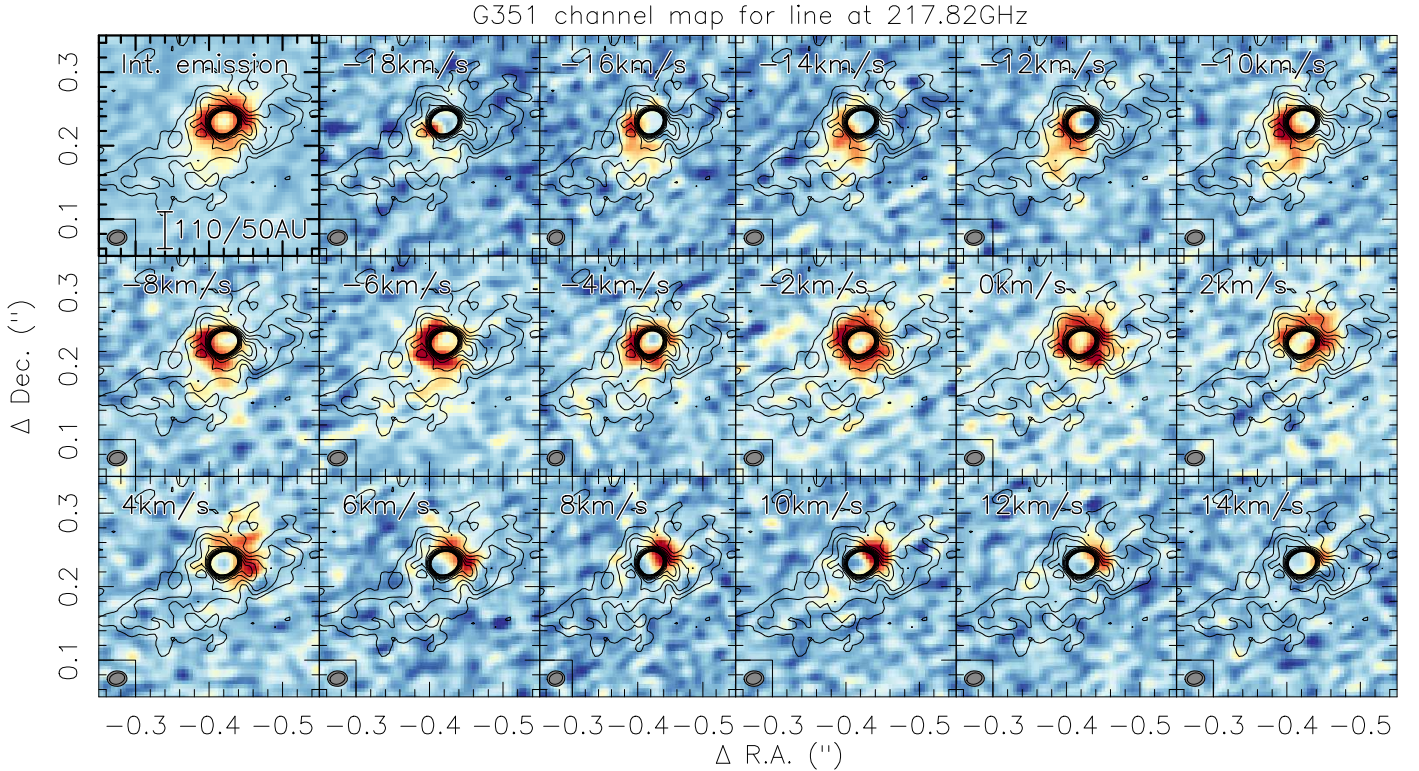 G351 channel map for line at 217.82GHz
Int. emission −18km/s −16km/s −14km/s −12km/s −10km/s
0.3
0.2
0.1
110/50AU
−8km/s −6km/s −4km/s −2km/s 0km/s 2km/s
0.3
0.2
0.1
Δ Dec. ('')
4km/s 6km/s 8km/s 10km/s 12km/s 14km/s
0.3
0.2
0.1
−0.3 −0.4 −0.5 −0.3 −0.4 −0.5 −0.3 −0.4 −0.5 −0.3 −0.4 −0.5 −0.3 −0.4 −0.5 −0.3 −0.4 −0.5
Δ R.A. ('')